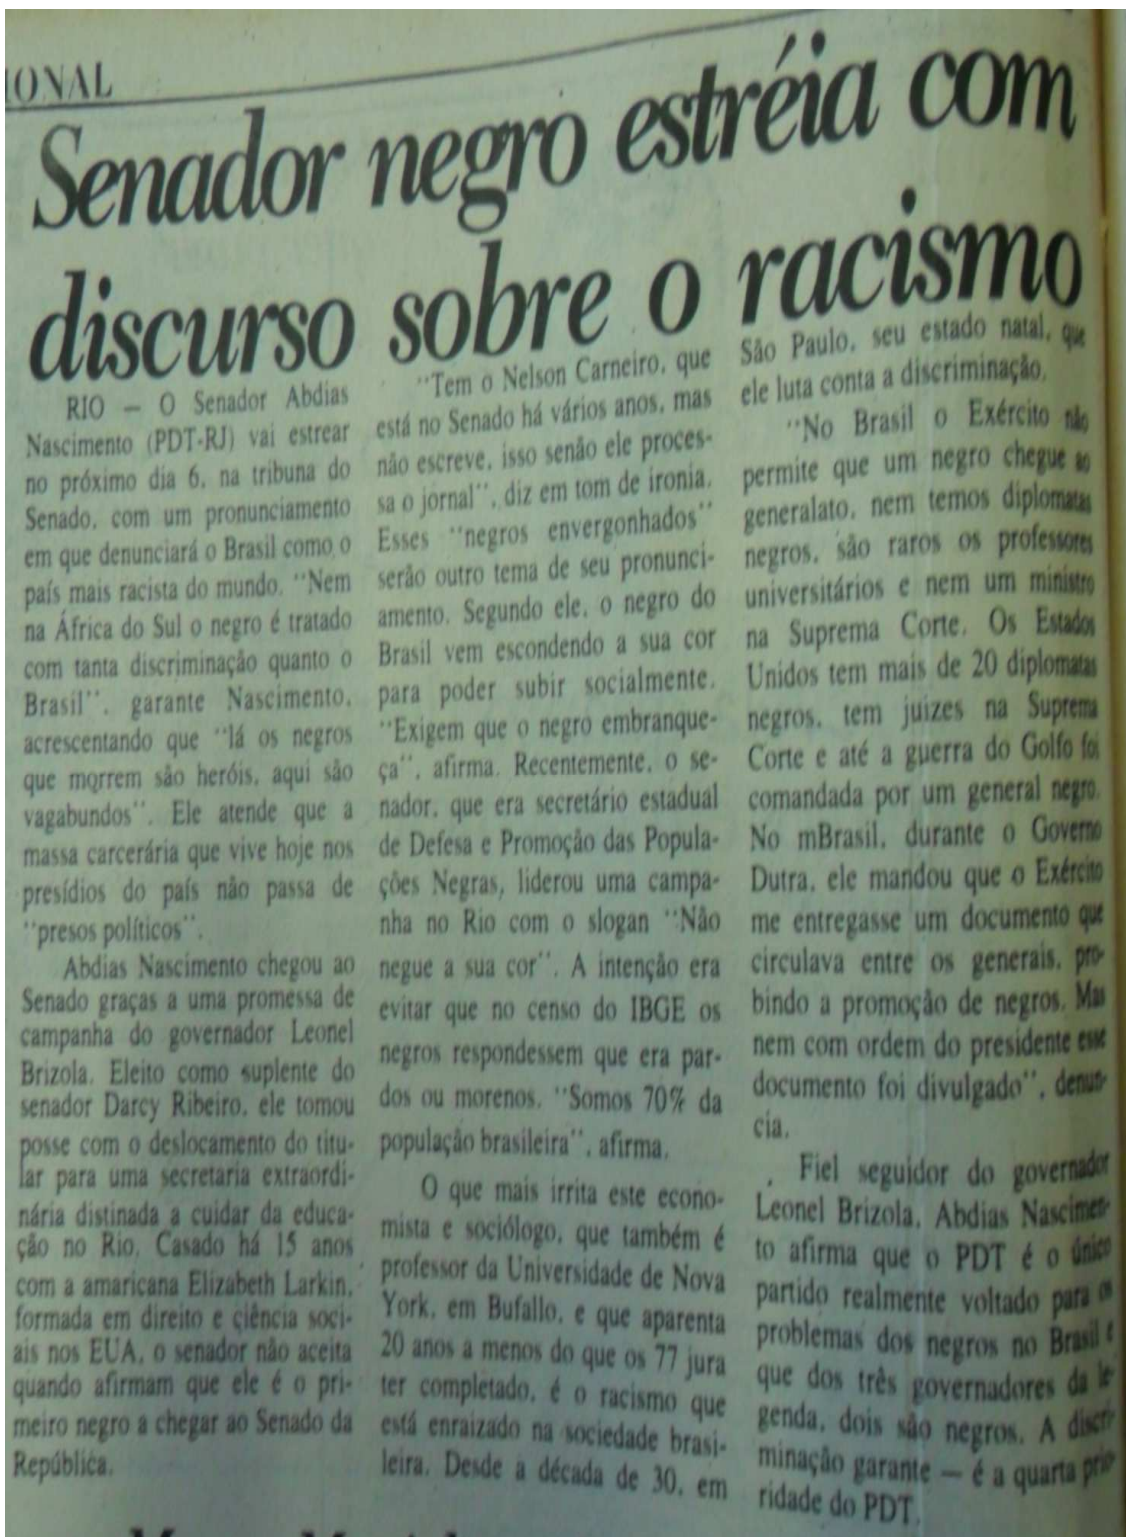 IONAL
Senador negro estréia com
discurso sobre o racismo
RIO — O Senador Abdias
Nascimento (PDT-RJ) vai estrear
no próximo dia 6, na tribuna do
Senado, com um pronunciamento
em que denunciará o Brasil como o
país mais racista do mundo. "Nem
na África do Sul o negro é tratado
com tanta discriminação quanto o
Brasil", garante Nascimento,
acrescentando que "lá os negros
que morrem são heróis, aqui são
vagabundos". Ele atende que a
massa carcerária que vive hoje nos
presídios do país não passa de
"presos políticos".
Abdias Nascimento chegou ao
Senado graças a uma promessa de
campanha do governador Leonel
Brizola. Eleito como suplente do
senador Darcy Ribeiro, ele tomou
posse com o deslocamento do titu-
lar para uma secretaria extraordi-
nária distinada a cuidar da educa-
ção no Rio. Casado há 15 anos
com a amaricana Elizabeth Larkin,
formada em direito e ciência soci-
ais nos EUA, o senador não aceita
quando afirmam que ele é o pri-
meiro negro a chegar ao Senado da
República.
"Tem o Nelson Carneiro, que
está no Senado há vários anos, mas
não escreve, isso senão ele proces-
sa o jornal", diz em tom de ironia.
Esses "negros envergonhados"
serão outro tema de seu pronunci-
amento. Segundo ele, o negro do
Brasil vem escondendo a sua cor
para poder subir socialmente.
"Exigem que o negro embranque-
ça", afirma. Recentemente, o se-
nador, que era secretário estadual
de Defesa e Promoção das Popula-
ções Negras, liderou uma campa-
nha no Rio com o slogan "Não
negue a sua cor". A intenção era
evitar que no censo do IBGE os
negros respondessem que era par-
dos ou morenos. "Somos 70% da
população brasileira", afirma.
O que mais irrita este econo-
mista e sociólogo, que também é
professor da Universidade de Nova
York, em Bufallo, e que aparenta
20 anos a menos do que os 77 jura
ter completado, é o racismo que
está enraizado na sociedade brasi-
leira. Desde a década de 30, em
São Paulo, seu estado natal, que
ele luta conta a discriminação.
"No Brasil o Exército não
permite que um negro chegue ao
generalato, nem temos diplomatas
negros, são raros os professores
universitários e nem um ministro
na Suprema Corte. Os Estados
Unidos tem mais de 20 diplomatas
negros, tem juizes na Suprema
Corte e até a guerra do Golfo foi
comandada por um general negro.
No mBrasil, durante o Governo
Dutra, ele mandou que o Exército
me entregasse um documento que
circulava entre os generais, proi-
bindo a promoção de negros. Mas
nem com ordem do presidente esse
documento foi divulgado", denun-
cia.
Fiel seguidor do governador
Leonel Brizola, Abdias Nascimen-
to afirma que o PDT é o único
partido realmente voltado para os
problemas dos negros no Brasil e
que dos três governadores da le-
genda, dois são negros. A discri-
minação garante — é a quarta prio-
ridade do PDT.